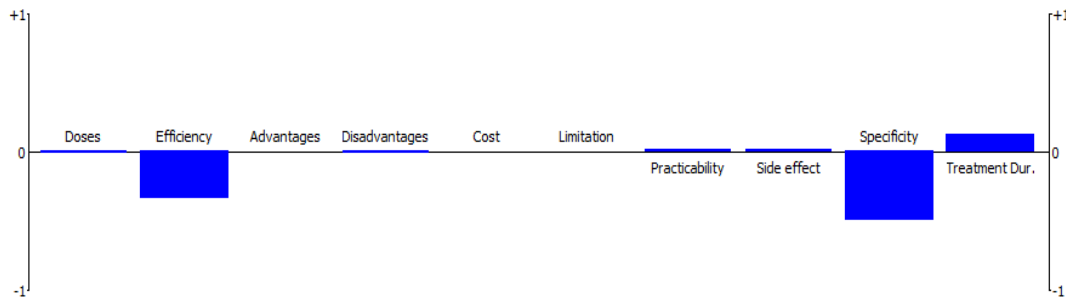 +1 +1
Doses Efficiency Advantages Disadvantages Cost Limitation Specificity
0 0
Practicability Side effect Treatment Dur.
-1 -1